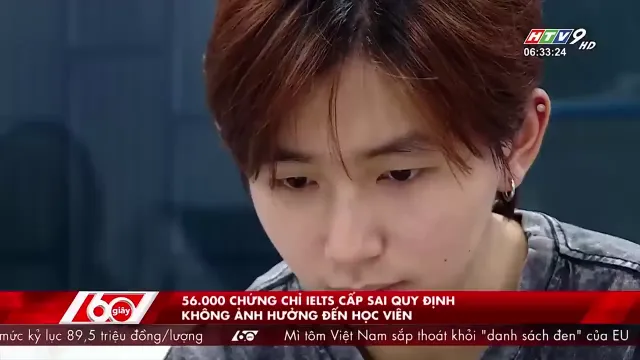 HTV9 HD
06:33:24
60 giây
56.000 CHỨNG CHỈ IELTS CẤP SAI QUY ĐỊNH
KHÔNG ẢNH HƯỞNG ĐẾN HỌC VIÊN
mức kỷ lục 89,5 triệu đồng/lượng
60 giây
Mì tôm Việt Nam sắp thoát khỏi "danh sách đen" của EU